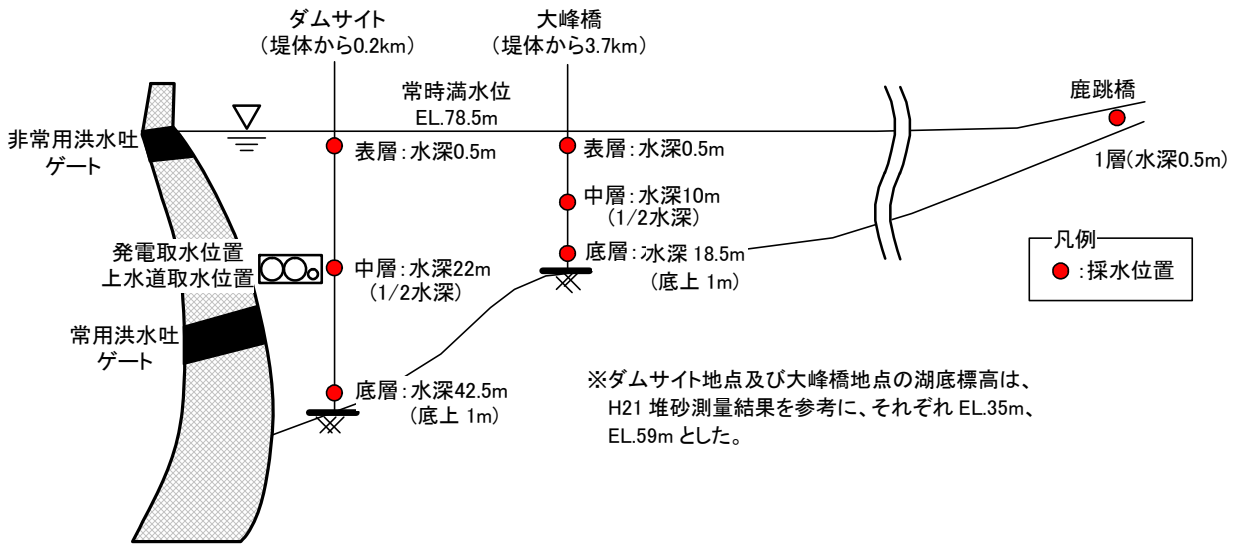 ダムサイト
(堤体から0.2km)
大峰橋
(堤体から3.7km)
常時満水位
EL.78.5m
鹿跳橋
非常用洪水吐
ゲート
表層：水深0.5m
表層：水深0.5m
1層(水深0.5m)
中層：水深10m
(1/2水深)
発電取水位置
上水道取水位置
中層：水深22m
(1/2水深)
底層：水深 18.5m
(底上 1m)
凡例
：採水位置
常用洪水吐
ゲート
底層：水深42.5m
(底上 1m)
※ダムサイト地点及び大峰橋地点の湖底標高は、
H21 堆砂測量結果を参考に、それぞれ EL.35m、
EL.59m とした。